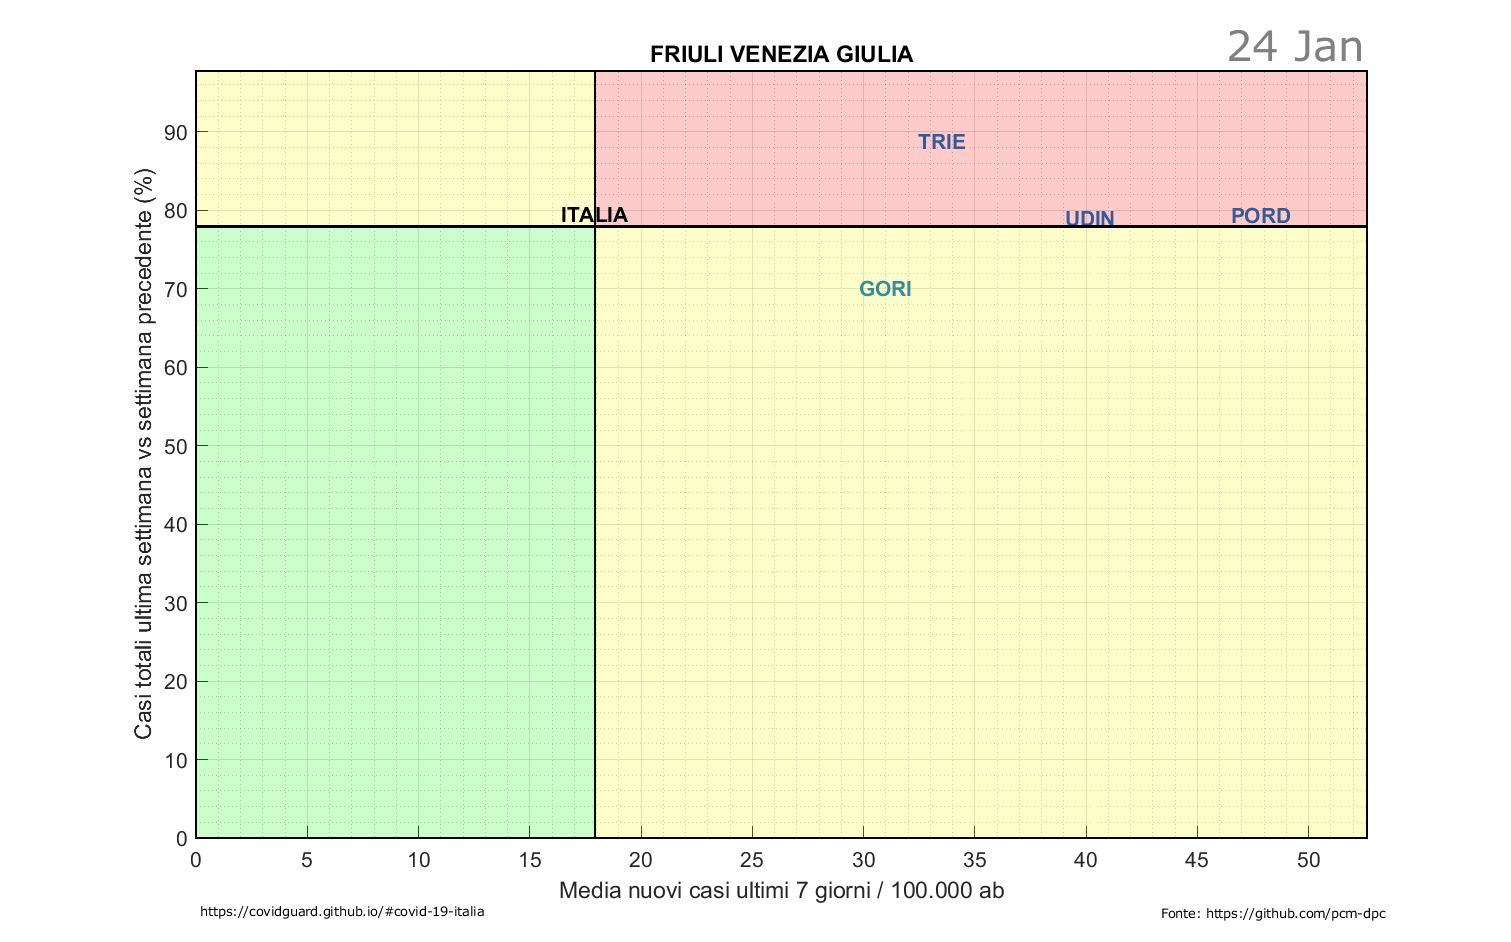 24 Jan
FRIULI VENEZIA GIULIA
Casi totali ultima settimana vs settimana precedente (%)
90
80
70
60
50
40
30
20
10
0
TRIE
ITALIA
UDIN
PORD
GORI
0 5 10 15 20 25 30 35 40 45 50
Media nuovi casi ultimi 7 giorni / 100.000 ab
https://covidguard.github.io/#covid-19-italia
Fonte: https://github.com/pcm-dpc